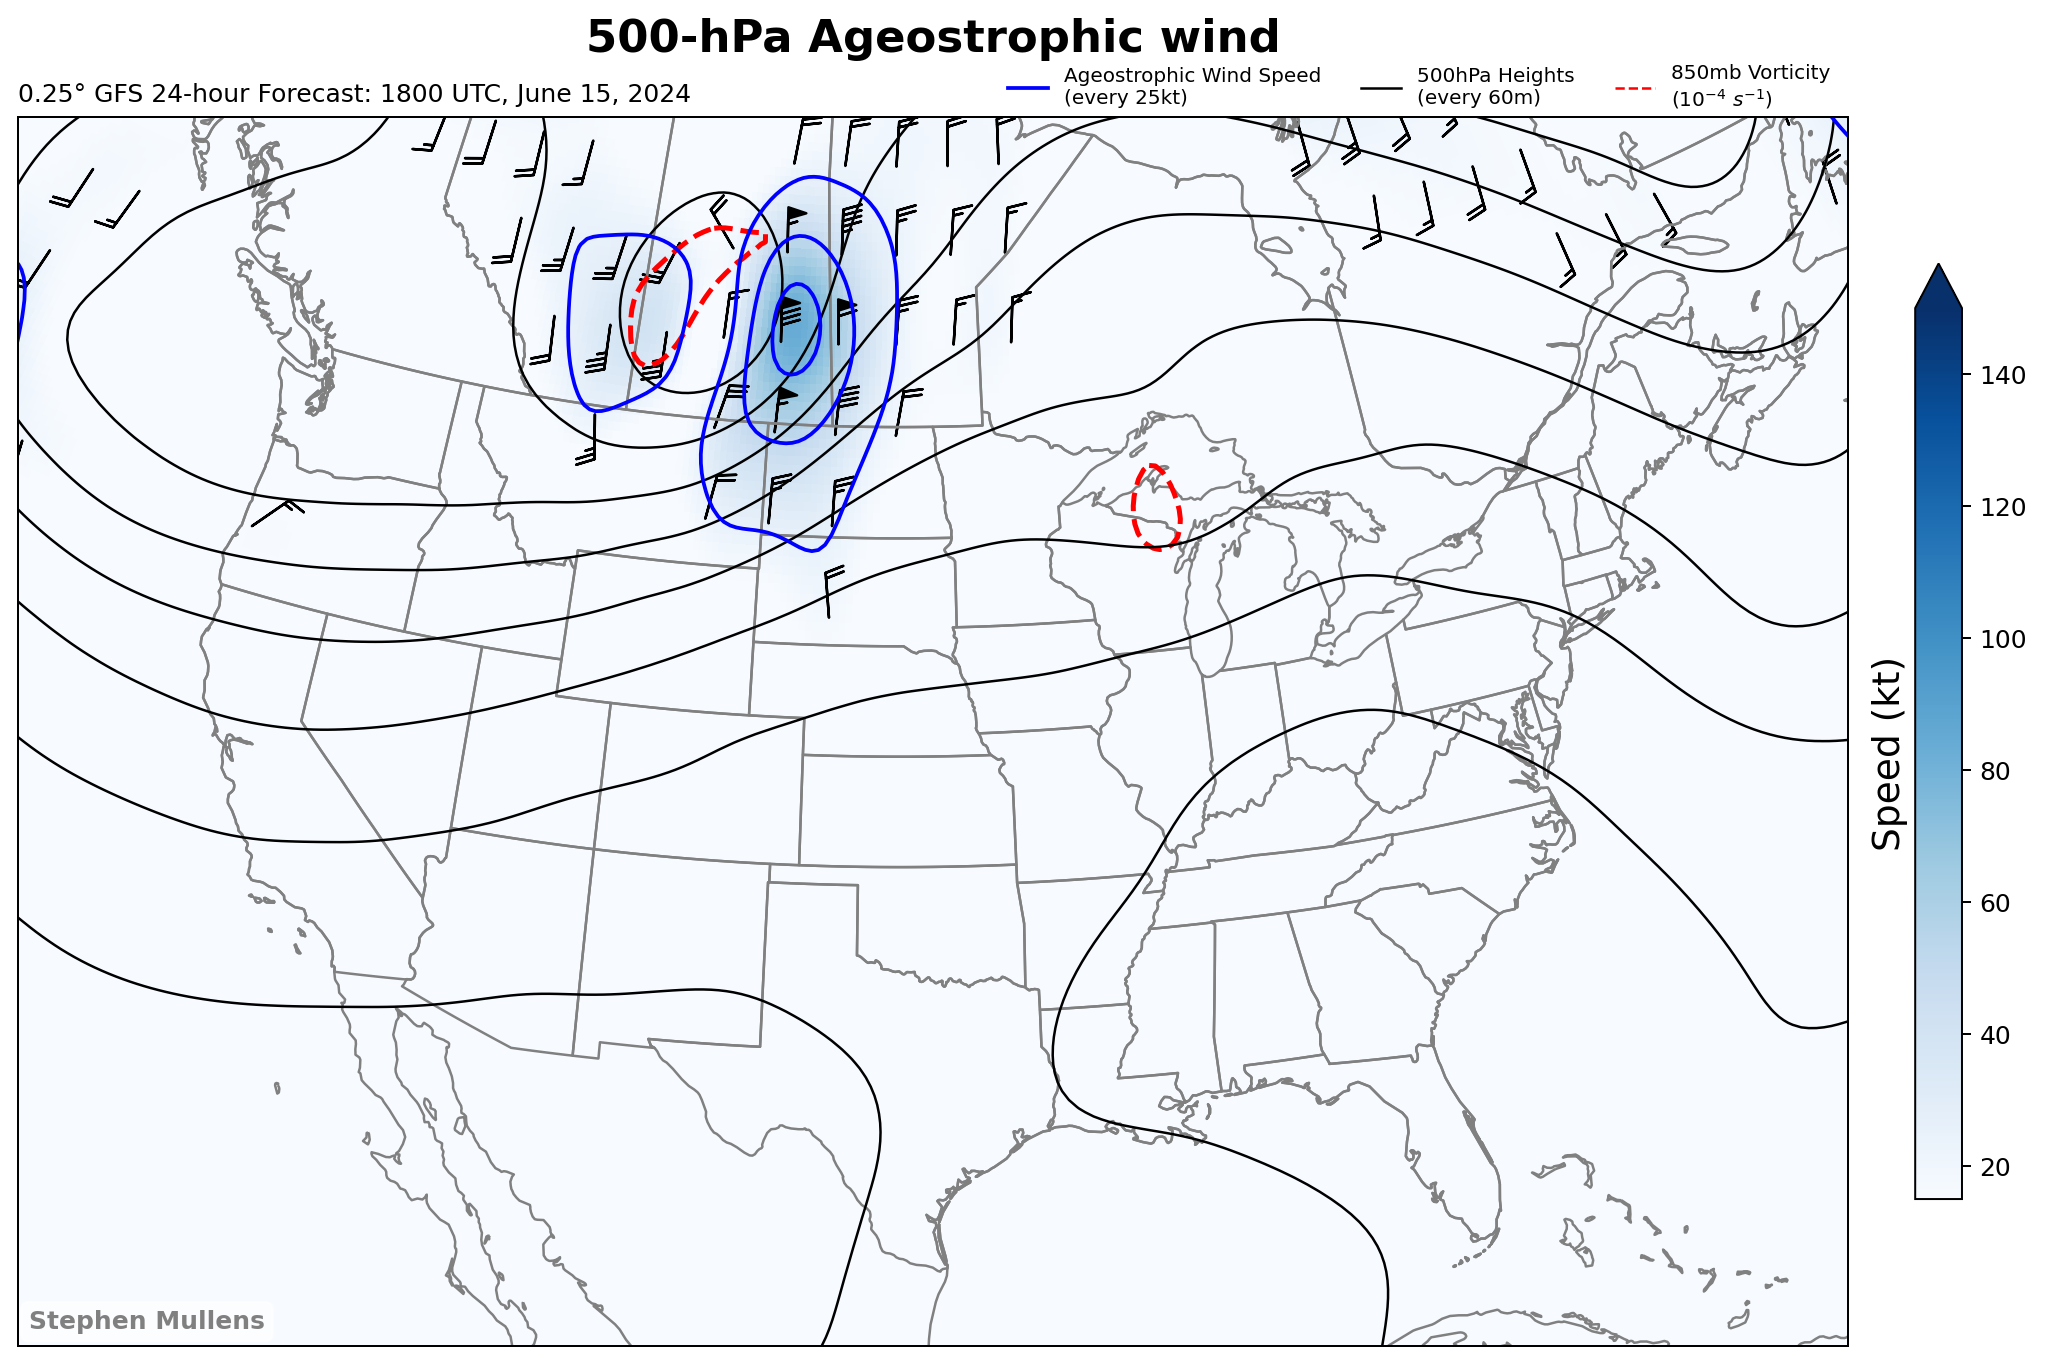 500-hPa Ageostrophic wind
0.25° GFS 24-hour Forecast: 1800 UTC, June 15, 2024
Ageostrophic Wind Speed
(every 25kt)
500hPa Heights
(every 60m)
850mb Vorticity
(10⁻⁴ s⁻¹)
140
120
100
80
60
40
20
Speed (kt)
Stephen Mullens